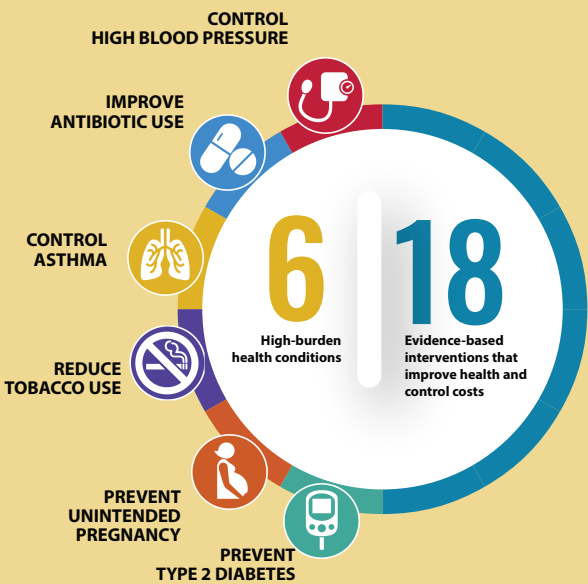 CONTROL
HIGH BLOOD PRESSURE
IMPROVE
ANTIBIOTIC USE
CONTROL
ASTHMA
REDUCE
TOBACCO USE
PREVENT
UNINTENDED
PREGNANCY
PREVENT
TYPE 2 DIABETES
6
High-burden
health conditions
18
Evidence-based
interventions that
improve health and
control costs